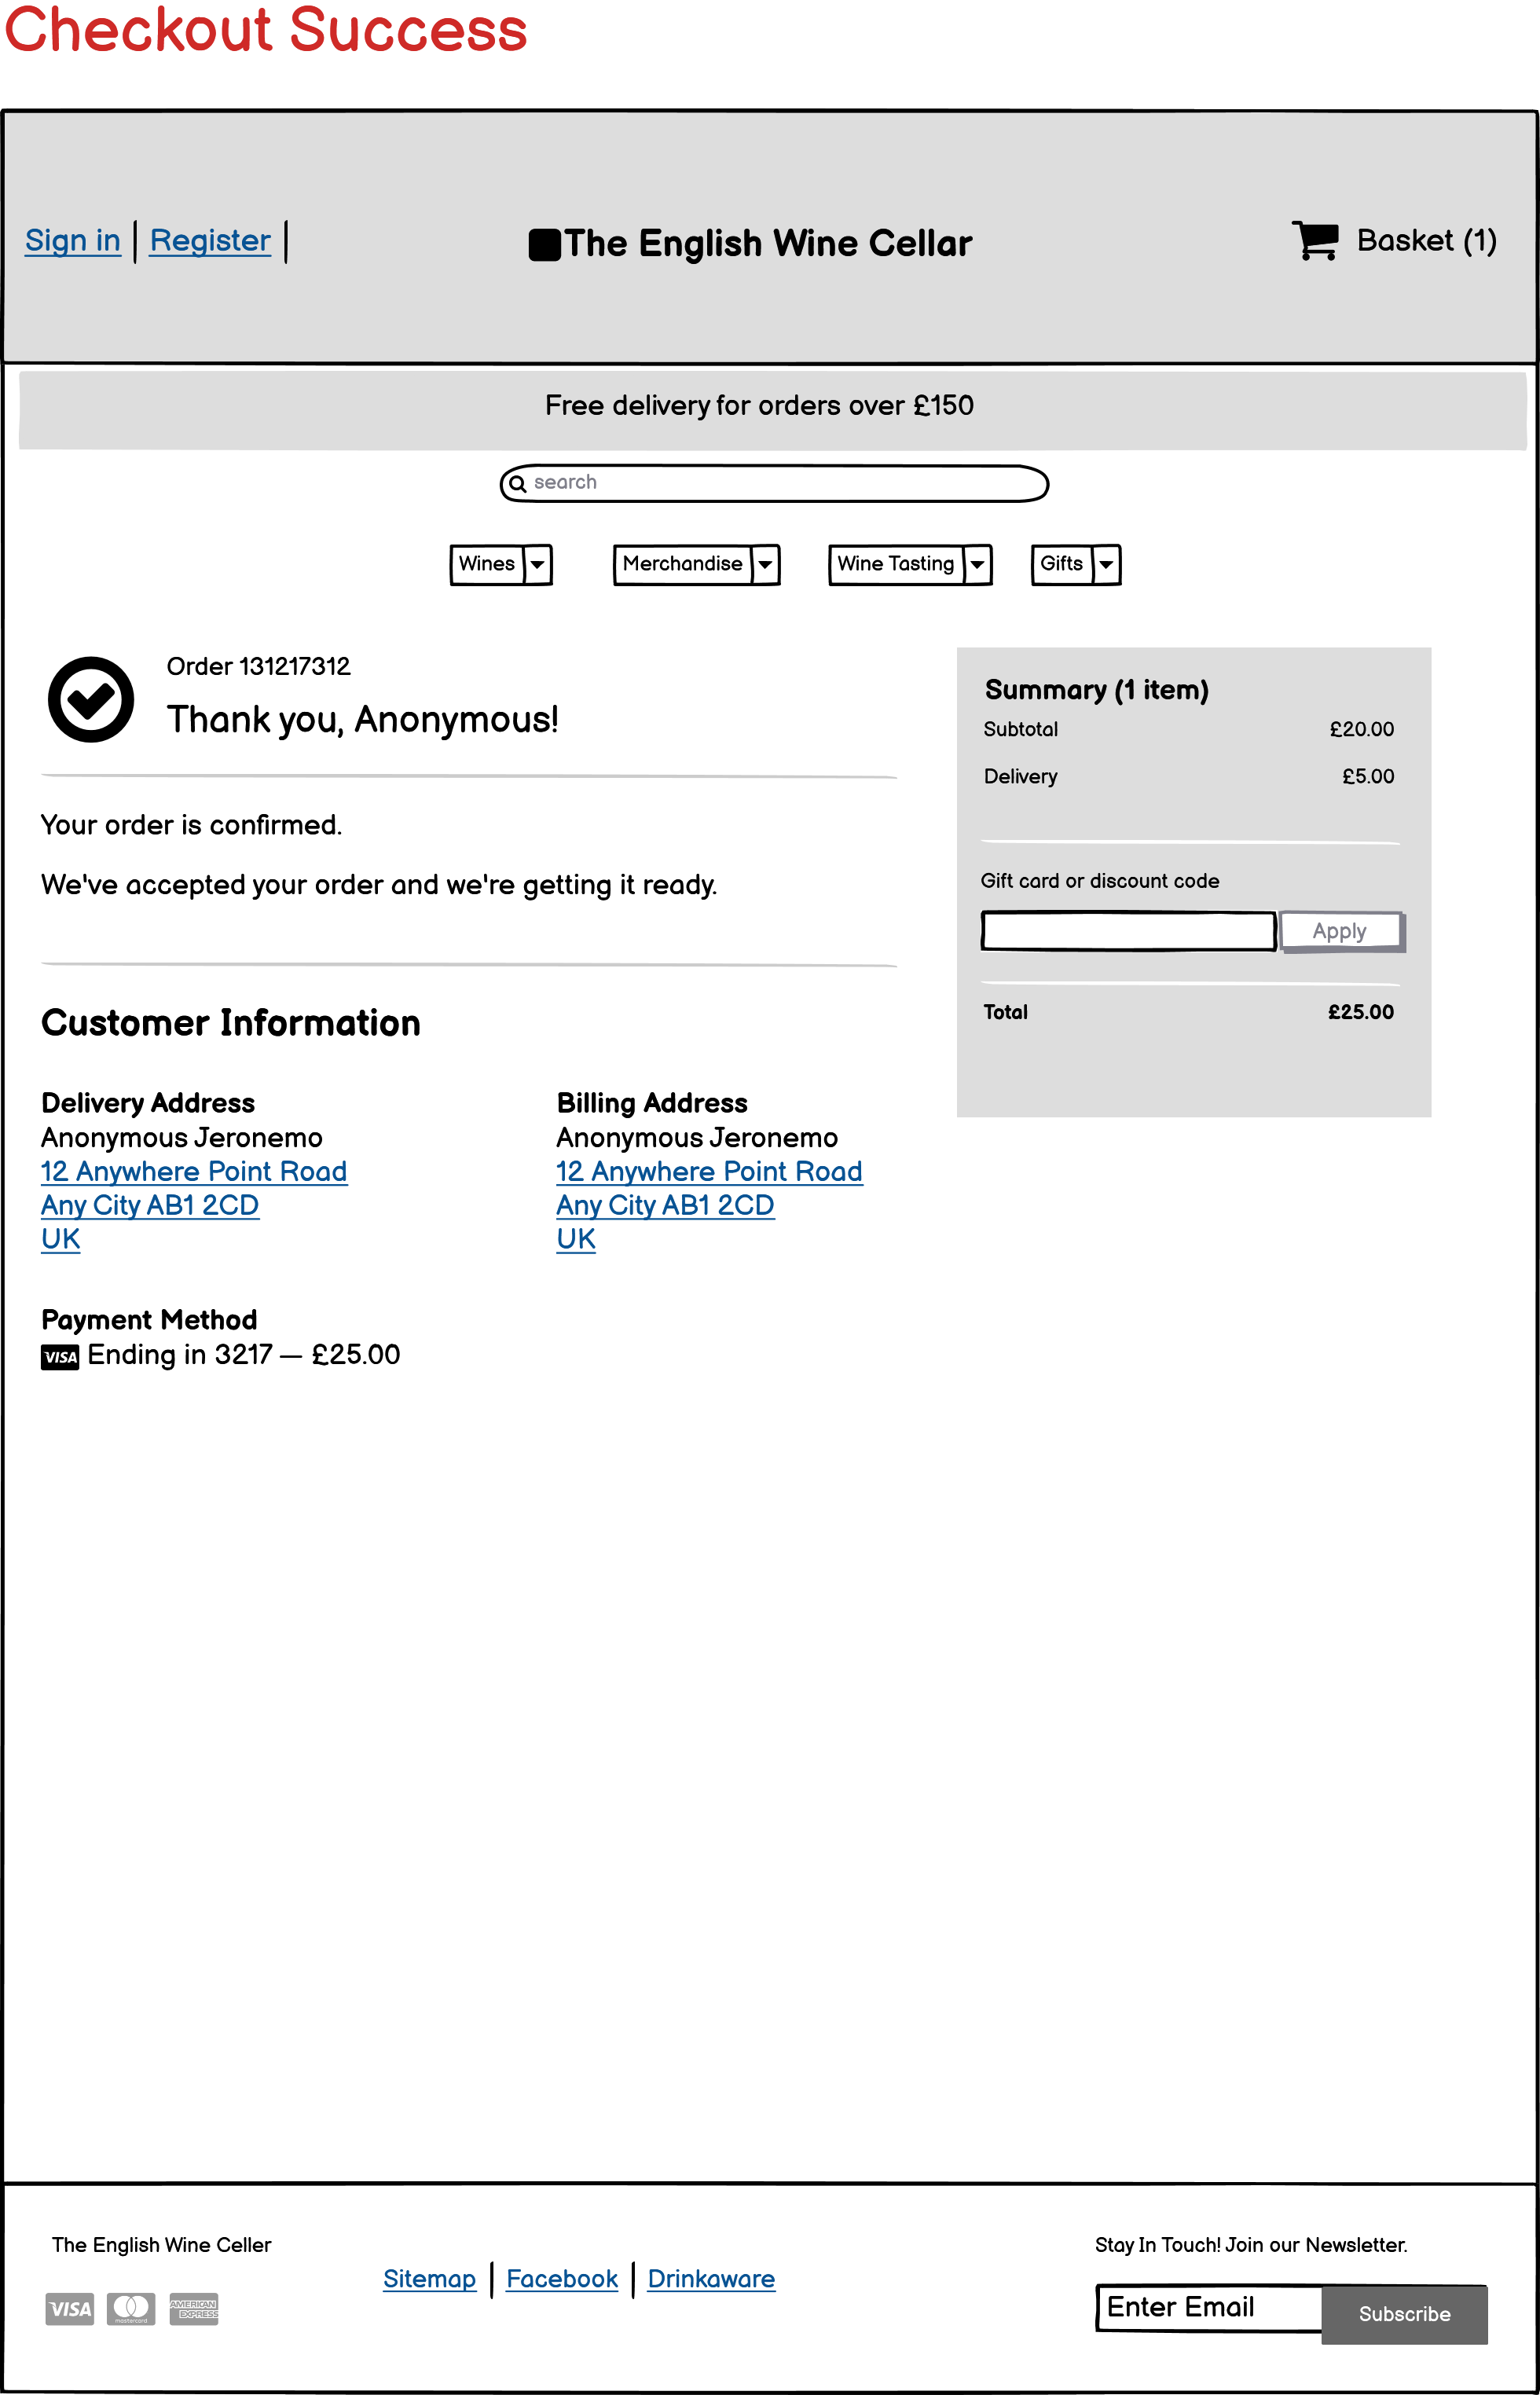 Checkout Success
Sign in
Register
The English Wine Cellar
Basket (1)
Free delivery for orders over £150
search
Wines
Merchandise
Wine Tasting
Gifts
Order 131217312
Thank you, Anonymous!
Your order is confirmed.
We've accepted your order and we're getting it ready.
Customer Information
Delivery Address
Anonymous Jeronemo
12 Anywhere Point Road
Any City AB1 2CD
UK
Billing Address
Anonymous Jeronemo
12 Anywhere Point Road
Any City AB1 2CD
UK
Payment Method
VISA Ending in 3217 — £25.00
Summary (1 item)
Subtotal £20.00
Delivery £5.00
Gift card or discount code
Apply
Total £25.00
The English Wine Celler
VISA
mastercard
AMERICAN
EXPRESS
Sitemap
Facebook
Drinkaware
Stay In Touch! Join our Newsletter.
Enter Email
Subscribe